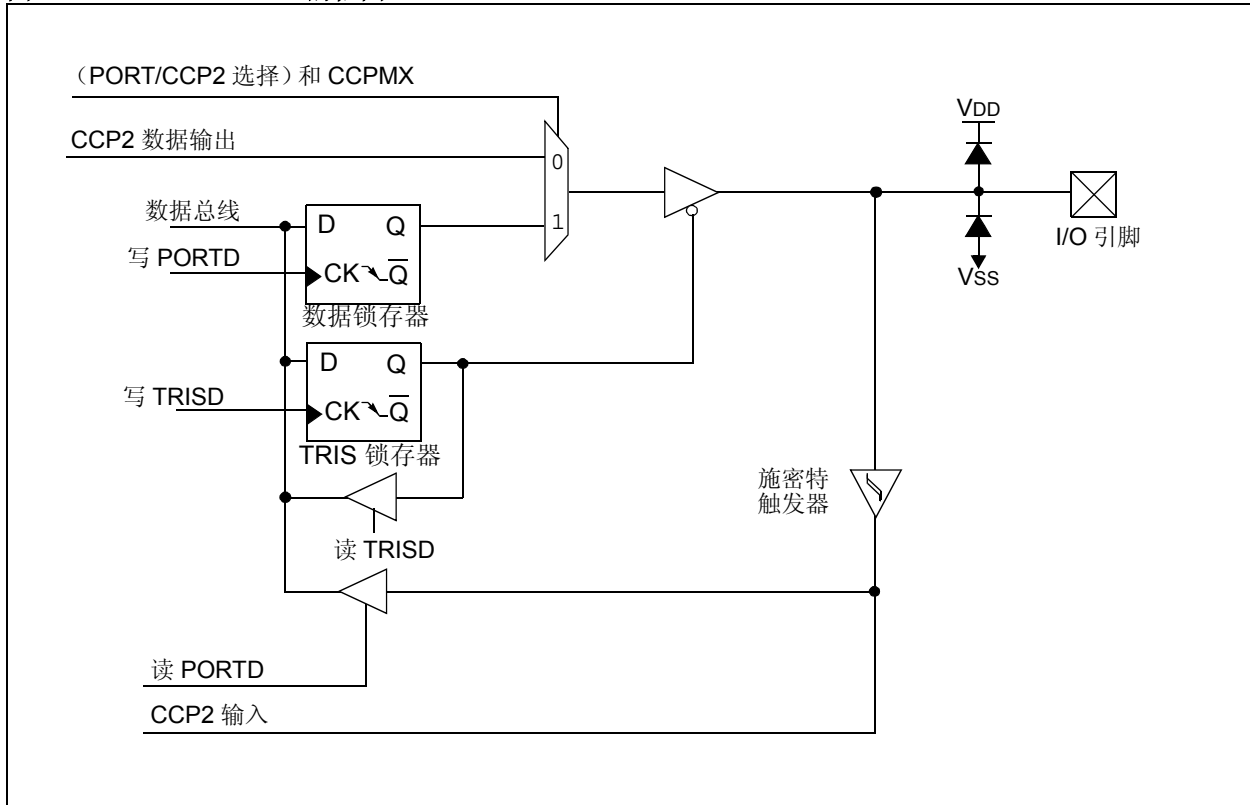 （PORT/CCP2 选择）和 CCPMX
CCP2 数据输出
VDD
0
数据总线
D Q
1
I/O 引脚
写 PORTD
CK Q̅
VSS
数据锁存器
D Q
写 TRISD
CK Q̅
TRIS 锁存器
施密特
触发器
读 TRISD
读 PORTD
CCP2 输入